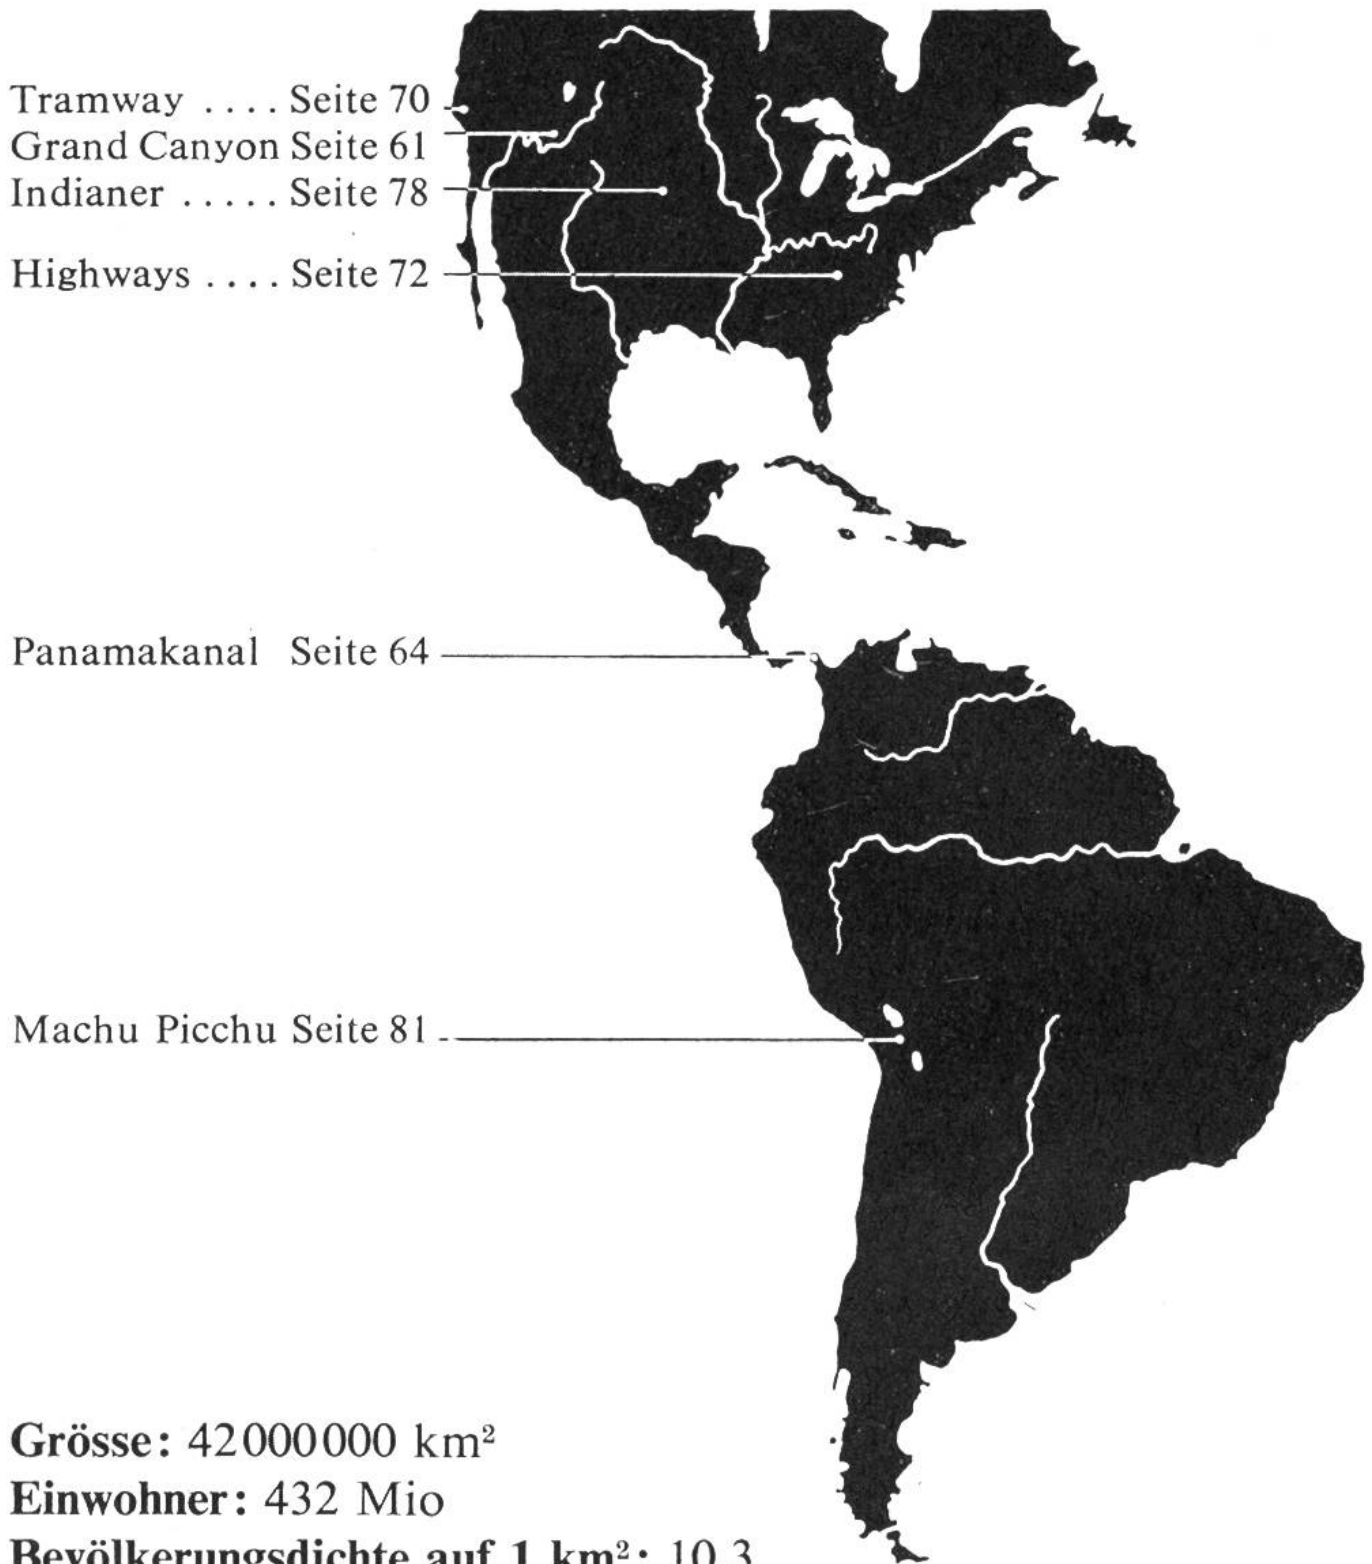 Tramway .... Seite 70
Grand Canyon Seite 61
Indianer ..... Seite 78
Highways .... Seite 72
Panamakanal Seite 64
Machu Picchu Seite 81
Grösse: 42000000 km²
Einwohner: 432 Mio
Bevölkerungsdichte auf 1 km²: 10,3